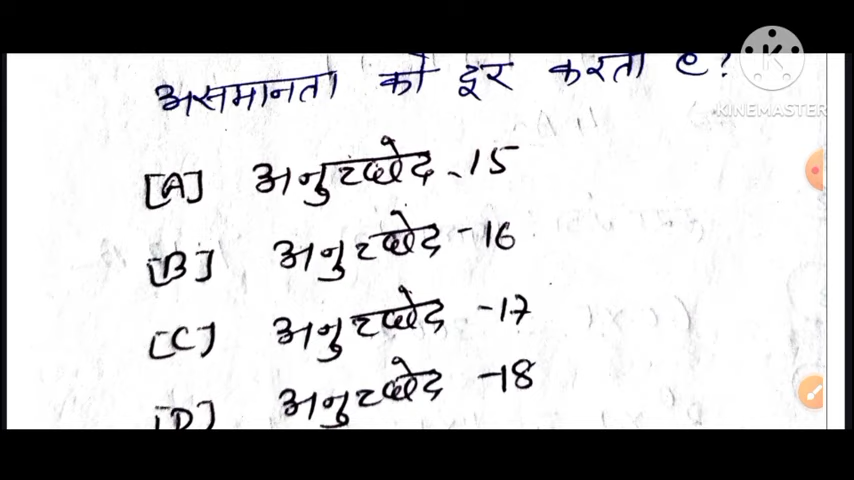 असमानता को दूर करता है?
KINEMASTER
[A] अनुच्छेद -15
[B] अनुच्छेद -16
[C] अनुच्छेद -17
[D] अनुच्छेद -18